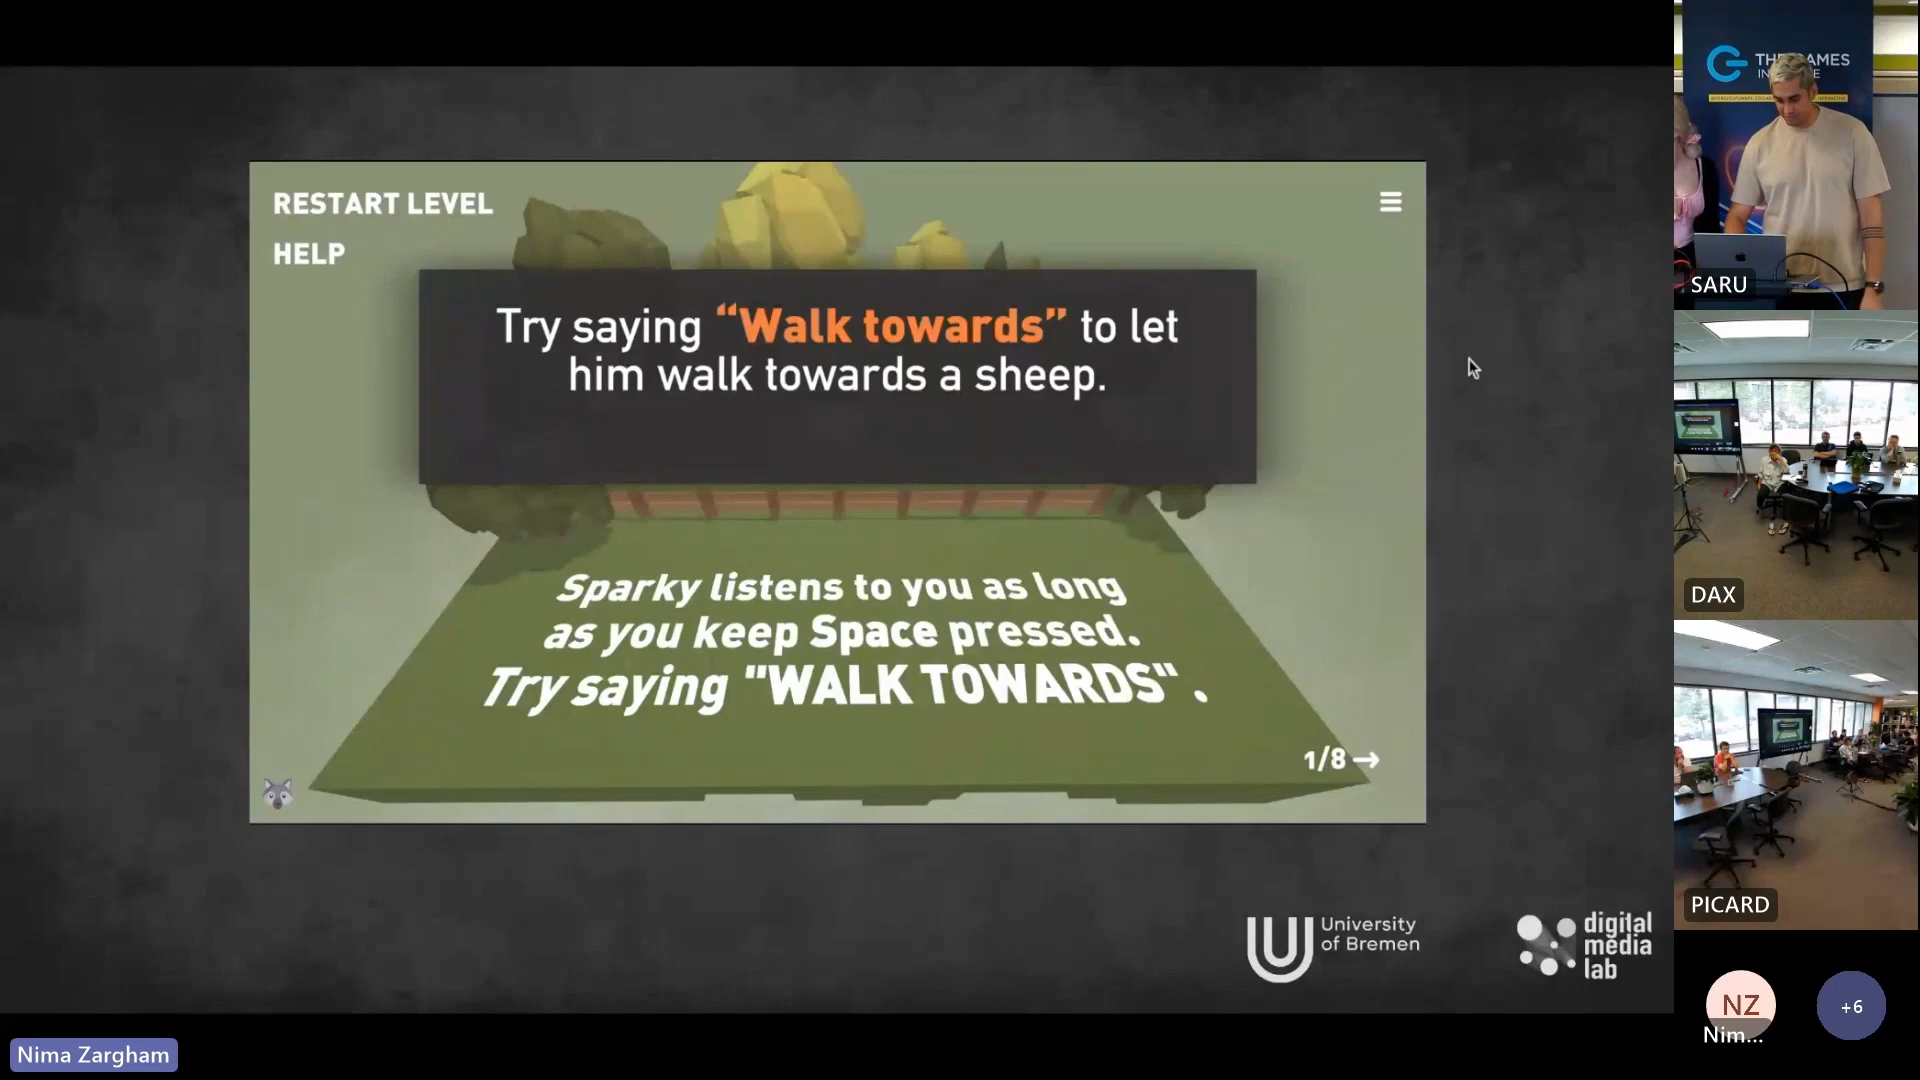 RESTART LEVEL
HELP
Try saying “Walk towards” to let
him walk towards a sheep.
Sparky listens to you as long
as you keep Space pressed.
Try saying "WALK TOWARDS" .
1/8→
University
of Bremen
digital
media
lab
Nima Zargham
SARU
DAX
PICARD
NZ
Nim...
+6